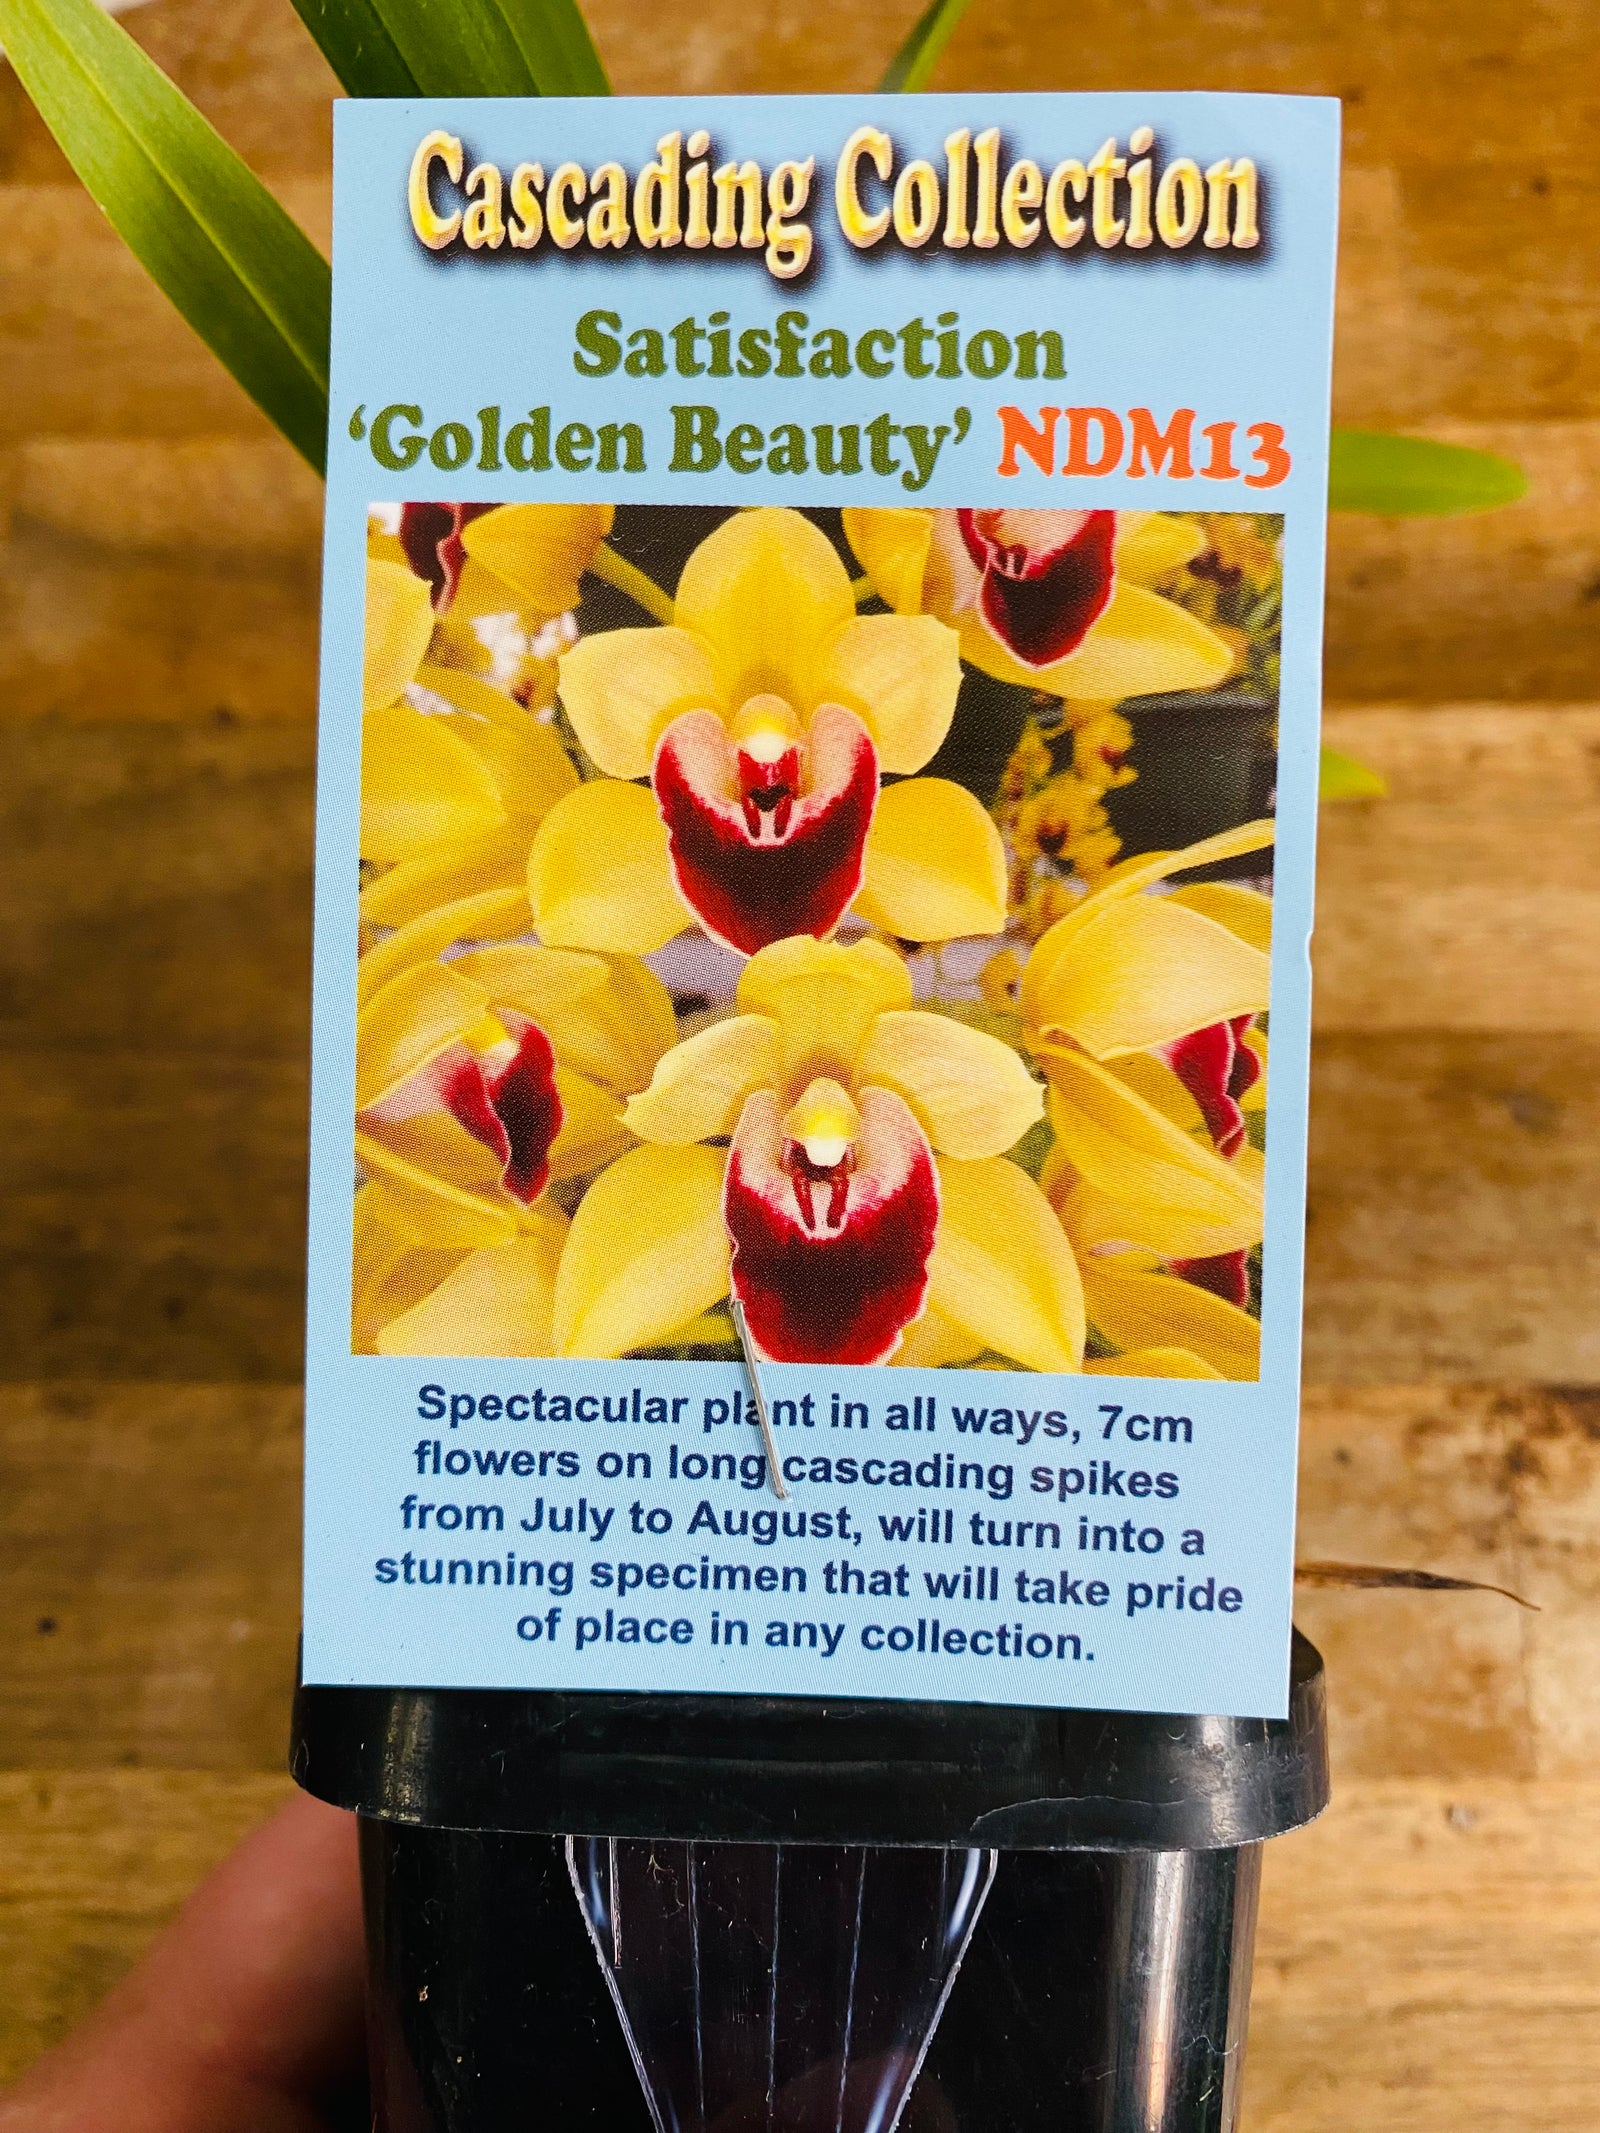 Cascading Collection
Satisfaction
‘Golden Beauty’ NDM13
Spectacular plant in all ways, 7cm
flowers on long cascading spikes
from July to August, will turn into a
stunning specimen that will take pride
of place in any collection.